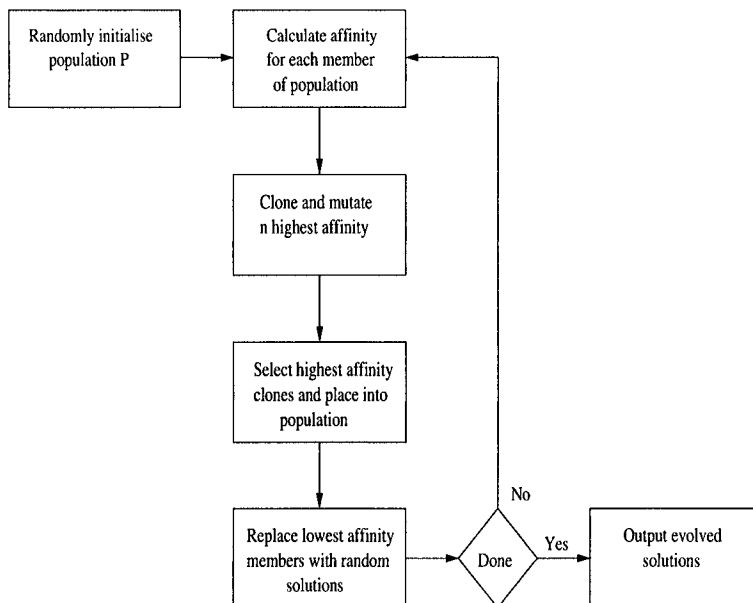 Randomly initialise
population P
Calculate affinity
for each member
of population
Clone and mutate
n highest affinity
Select highest affinity
clones and place into
population
Replace lowest affinity
members with random
solutions
Done
No
Yes
Output evolved
solutions